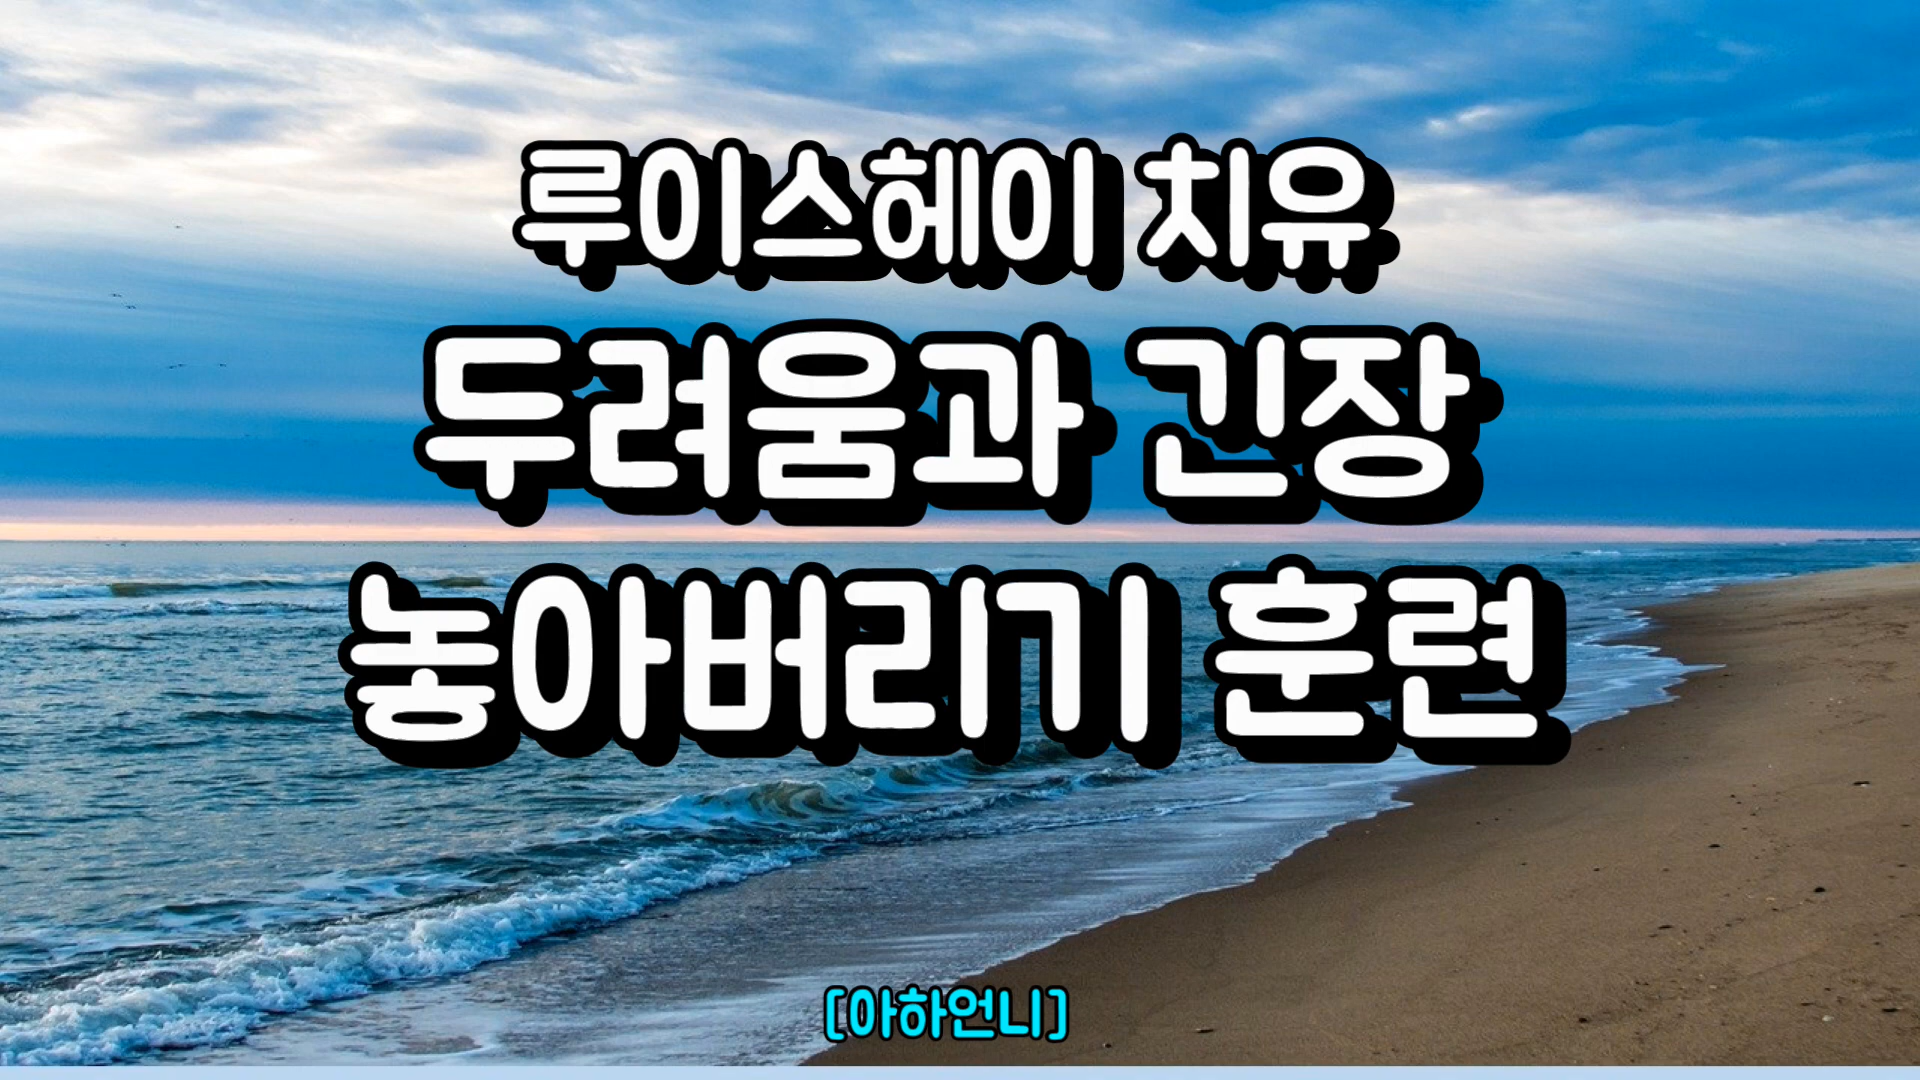 루이스헤이 치유
두려움과 긴장
놓아버리기 훈련
[아하언니]